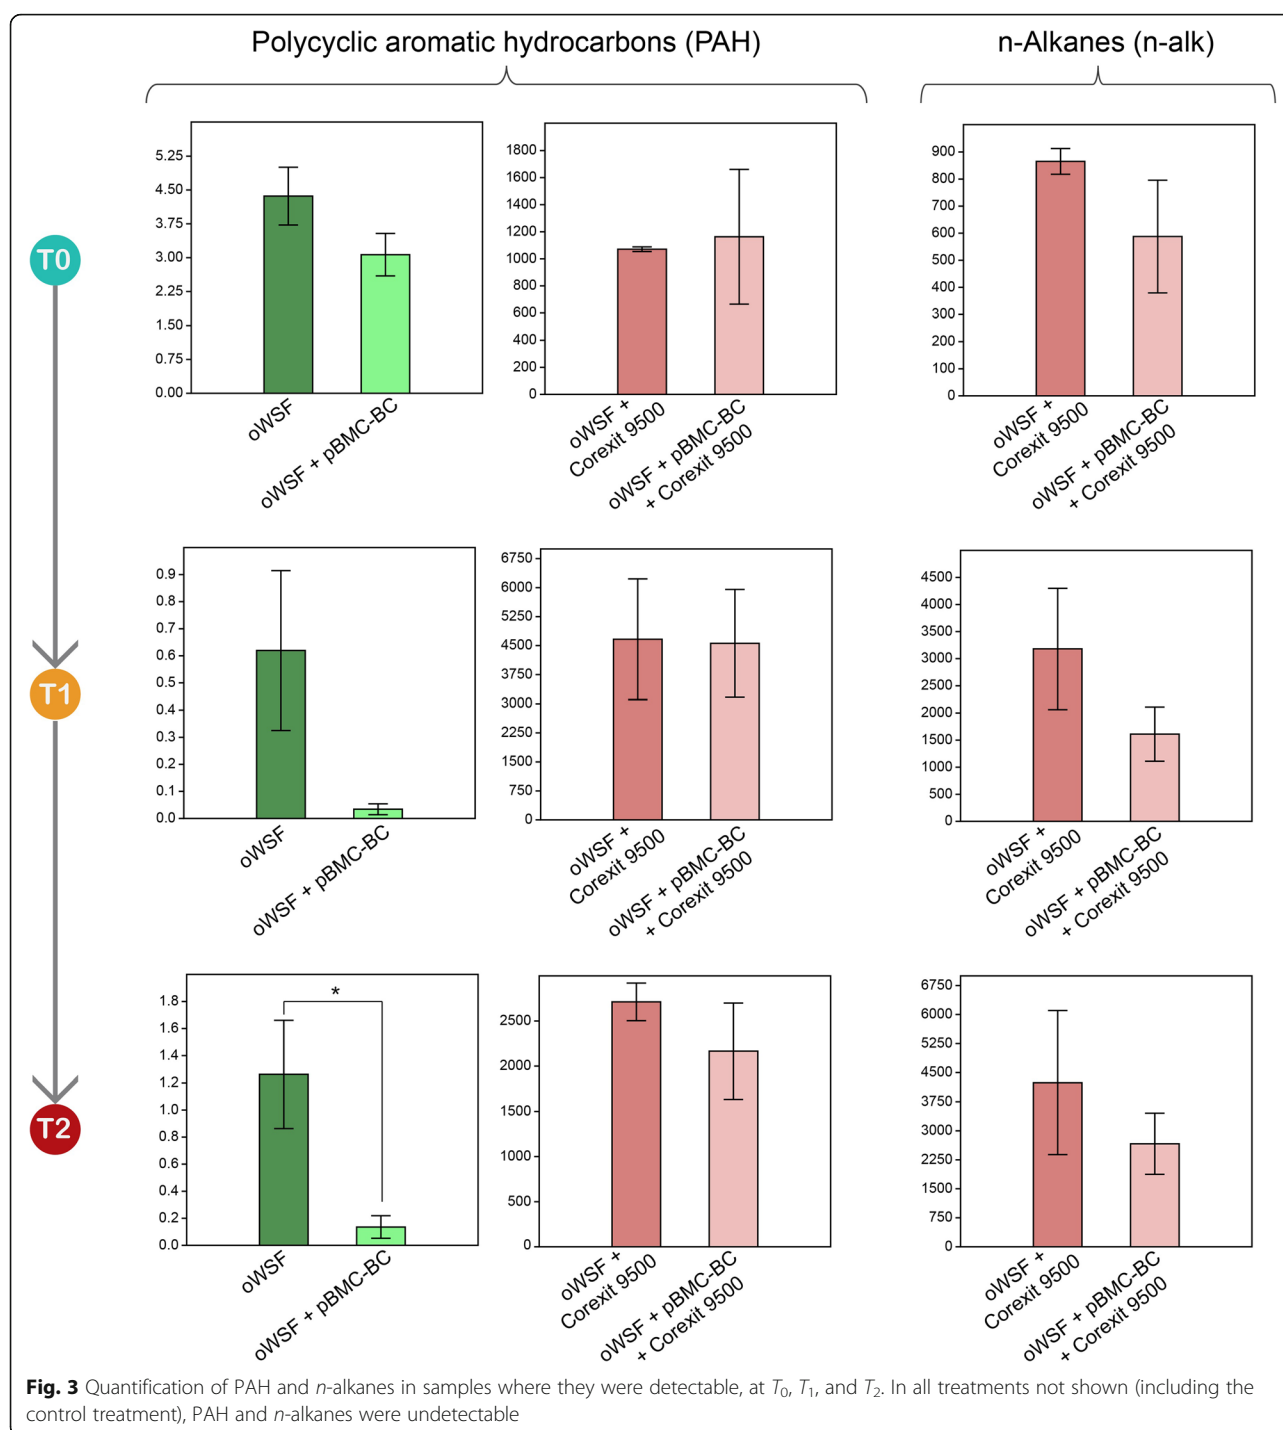 Polycyclic aromatic hydrocarbons (PAH)
n-Alkanes (n-alk)
T0
5.25
4.50
3.75
3.00
2.25
1.50
0.75
0.00
oWSF
oWSF + pBMC-BC
1800
1600
1400
1200
1000
800
600
400
200
0
oWSF +
Corexit 9500
oWSF + pBMC-BC
+ Corexit 9500
900
800
700
600
500
400
300
200
100
0
oWSF +
Corexit 9500
oWSF + pBMC-BC
+ Corexit 9500
T1
0.9
0.8
0.7
0.6
0.5
0.4
0.3
0.2
0.1
0.0
oWSF
oWSF + pBMC-BC
6750
6000
5250
4500
3750
3000
2250
1500
750
0
oWSF +
Corexit 9500
oWSF + pBMC-BC
+ Corexit 9500
4500
4000
3500
3000
2500
2000
1500
1000
500
0
oWSF +
Corexit 9500
oWSF + pBMC-BC
+ Corexit 9500
T2
1.8
1.6
1.4
1.2
1.0
0.8
0.6
0.4
0.2
0.0
*
oWSF
oWSF + pBMC-BC
2500
2000
1500
1000
500
0
oWSF +
Corexit 9500
oWSF + pBMC-BC
+ Corexit 9500
6750
6000
5250
4500
3750
3000
2250
1500
750
0
oWSF +
Corexit 9500
oWSF + pBMC-BC
+ Corexit 9500
Fig. 3 Quantification of PAH and n-alkanes in samples where they were detectable, at T0, T1, and T2. In all treatments not shown (including the
control treatment), PAH and n-alkanes were undetectable